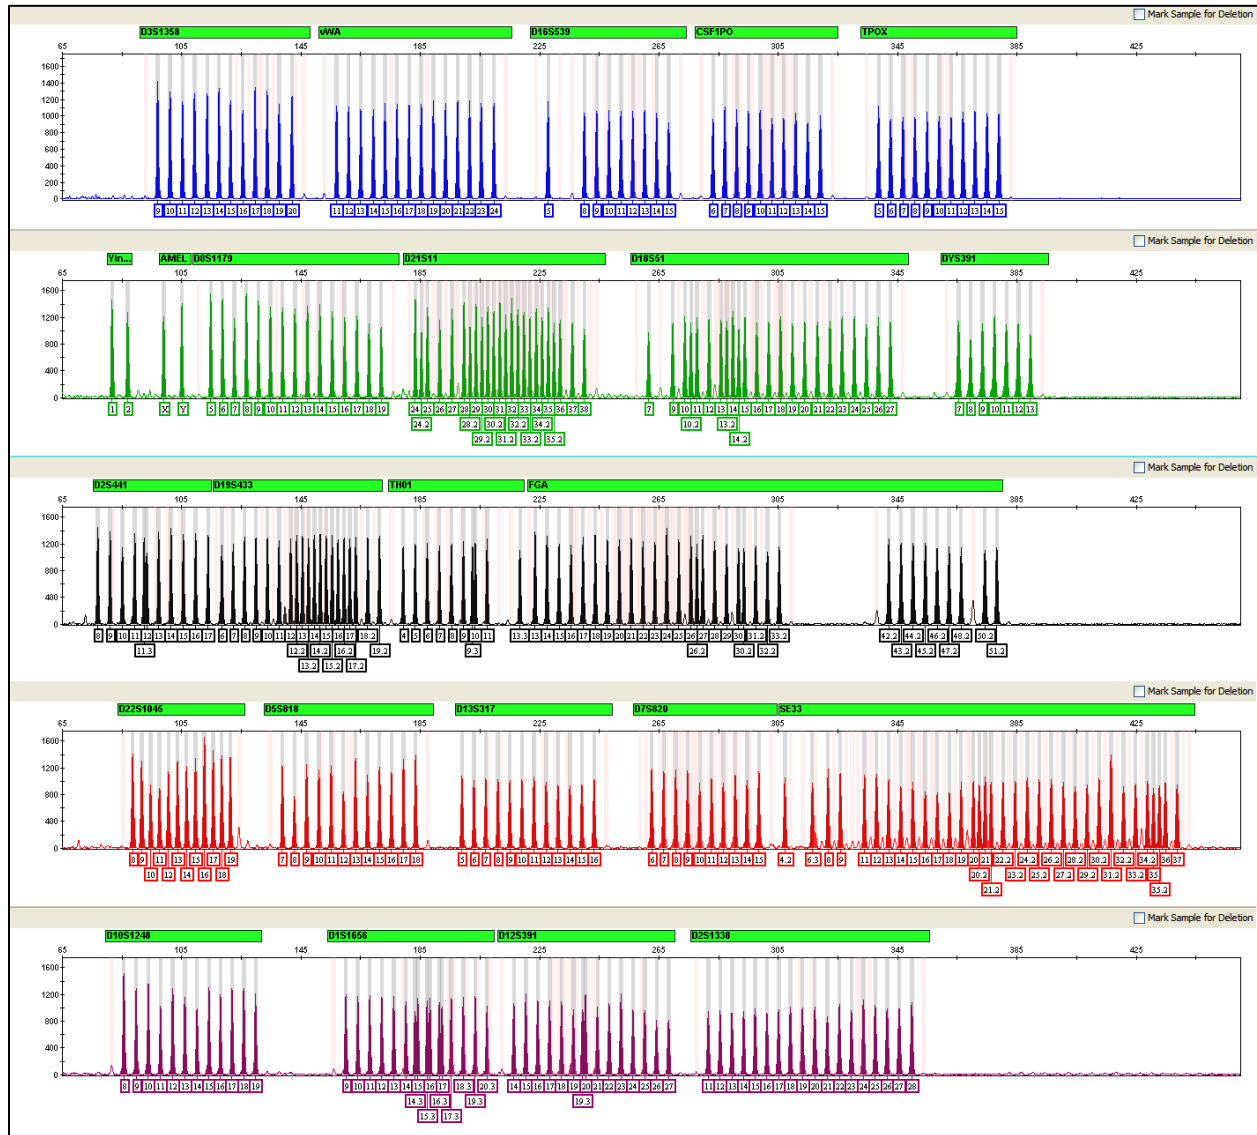 Mark Sample for Deletion
D3S1358 vWA D16S539 CSF1PO TPOX
65 105 145 185 225 265 305 345 385 425
1600
1400
1200
1000
800
600
400
200
0
9 10 11 12 13 14 15 16 17 18 19 20 11 12 13 14 15 16 17 18 19 20 21 22 23 24 5 8 9 10 11 12 13 14 15 6 7 8 9 10 11 12 13 14 15 5 6 7 8 9 10 11 12 13 14 15
Mark Sample for Deletion
Yin... AMEL D8S1179 D21S11 D18S51 DYS391
65 105 145 185 225 265 305 345 385 425
1600
1200
800
400
0
1 2 X Y 5 6 7 8 9 10 11 12 13 14 15 16 17 18 19 24 25 26 27 28 29 30 31 32 33 34 35 36 37 38 7 9 10 11 12 13 14 15 16 17 18 19 20 21 22 23 24 25 26 27 7 8 9 10 11 12 13
24.2 28.2 30.2 32.2 34.2 10.2 13.2
29.2 31.2 33.2 35.2 14.2
Mark Sample for Deletion
D2S441 D19S433 TH01 FGA
65 105 145 185 225 265 305 345 385 425
1600
1200
800
400
0
8 9 10 11 12 13 14 15 16 17 6 7 8 9 10 11 12 13 14 15 16 17 18.2 4 5 6 7 8 9 10 11 13.3 13 14 15 16 17 18 19 20 21 22 23 24 25 26 27 28 29 30 31.2 33.2 42.2 44.2 46.2 48.2 50.2
11.3 12.2 14.2 16.2 19.2 9.3 26.2 30.2 32.2 43.2 45.2 47.2 51.2
13.2 15.2 17.2
Mark Sample for Deletion
D22S1045 D5S818 D13S317 D7S820 SE33
65 105 145 185 225 265 305 345 385 425
1600
1200
800
400
0
8 9 11 13 15 17 19 7 8 9 10 11 12 13 14 15 16 17 18 5 6 7 8 9 10 11 12 13 14 15 16 6 7 8 9 10 11 12 13 14 15 4.2 6.3 8 9 11 12 13 14 15 16 17 18 19 20 21 22.2 24.2 26.2 28.2 30.2 32.2 34.2 36 37
10 12 14 16 18 20.2 23.2 25.2 27.2 29.2 31.2 33.2 35
21.2 35.2
Mark Sample for Deletion
D10S1248 D1S1656 D12S391 D2S1338
65 105 145 185 225 265 305 345 385 425
1600
1200
800
400
0
8 9 10 11 12 13 14 15 16 17 18 19 9 10 11 12 13 14 15 16 17 18.3 20.3 14 15 16 17 18 19 20 21 22 23 24 25 26 27 11 12 13 14 15 16 17 18 19 20 21 22 23 24 25 26 27 28
14.3 16.3 19.3 19.3
15.3 17.3